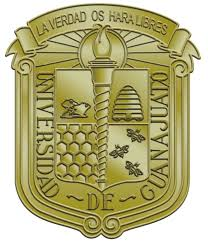 LA VERDAD OS HARA LIBRES
UNIVERSIDAD
DE
GUANAJUATO